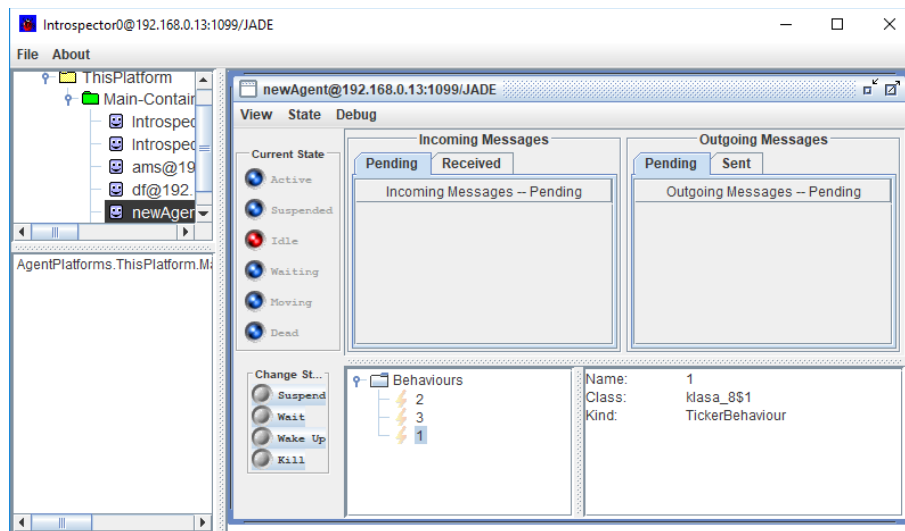 Introspector0@192.168.0.13:1099/JADE
File About
ThisPlatform
Main-Contair
Introspec
Introspec
ams@19
df@192.
newAger
AgentPlatforms.ThisPlatform.Ma
newAgent@192.168.0.13:1099/JADE
View State Debug
Current State
Active
Suspended
Idle
Waiting
Moving
Dead
Incoming Messages
Pending Received
Incoming Messages -- Pending
Outgoing Messages
Pending Sent
Outgoing Messages -- Pending
Change St...
Suspend
Wait
Wake Up
Kill
Behaviours
2
3
1
Name: 1
Class: klasa_8$1
Kind: TickerBehaviour